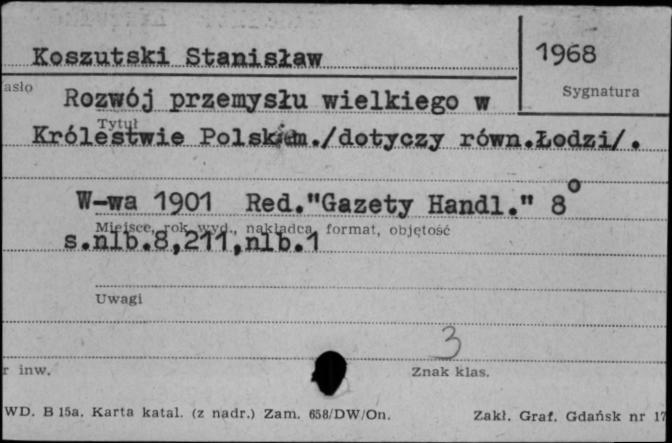 Koszutski Stanisław
1968
asło
Sygnatura
Rozwój przemysłu wielkiego w
Tytuł
Królestwie Polskiem./dotyczy równ.Łodzi/.
W-wa 1901 Red."Gazety Handl." 8°
Miejsce, rok wyd., nakładca, format, objętość
s.nlb.8,211,nlb.1
Uwagi
3
r inw.
Znak klas.
WD. B 15a. Karta katal. (z nadr.) Zam. 658/DW/On.
Zakł. Graf. Gdańsk nr 17